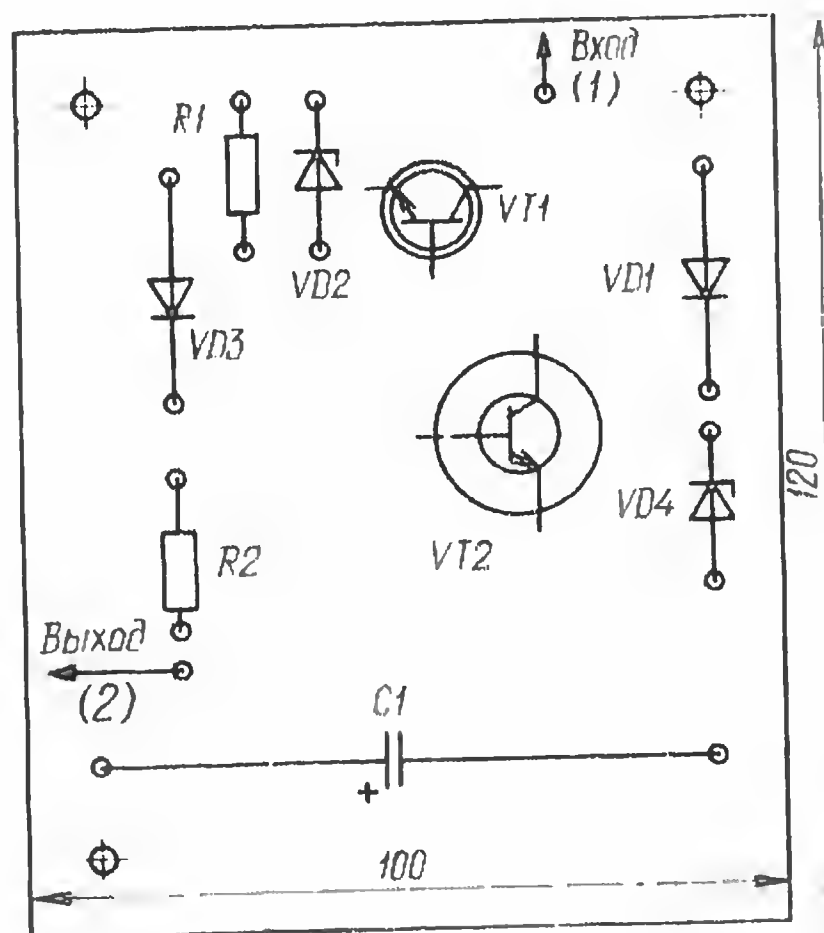 Вход
(1)
R1
VT1
VD2
VD1
VD3
120
VD4
VT2
R2
Выход
(2)
C1
+
100